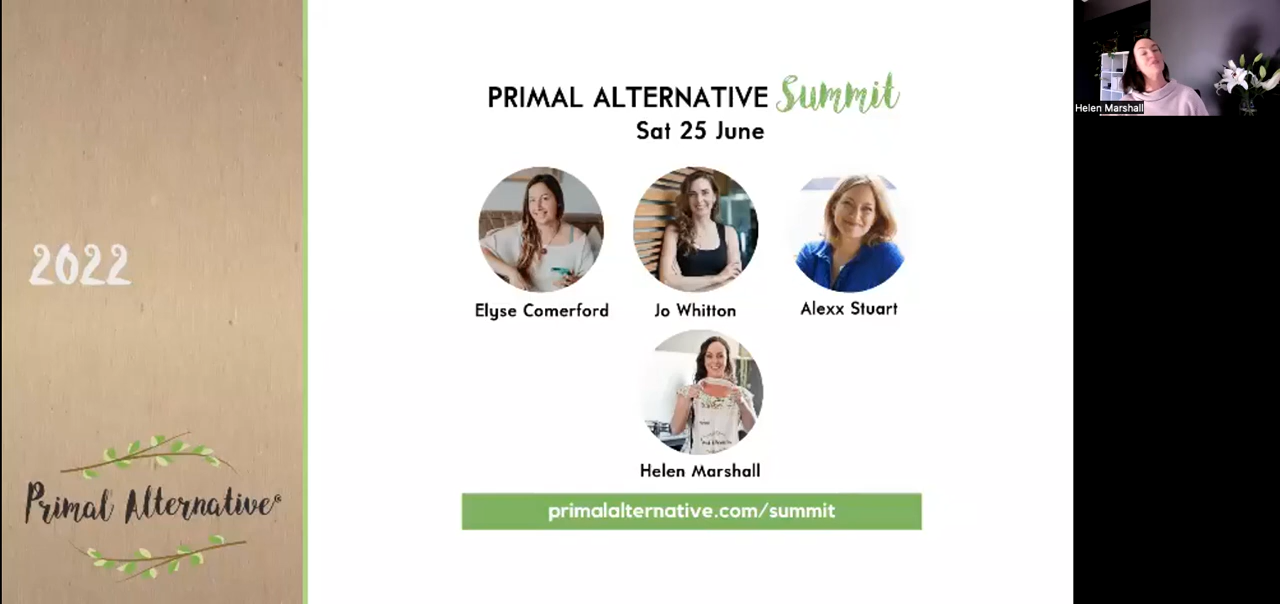 2022
Primal Alternative®
PRIMAL ALTERNATIVE Summit
Sat 25 June
Elyse Comerford
Jo Whitton
Alexx Stuart
Helen Marshall
primalalternative.com/summit
Helen Marshall